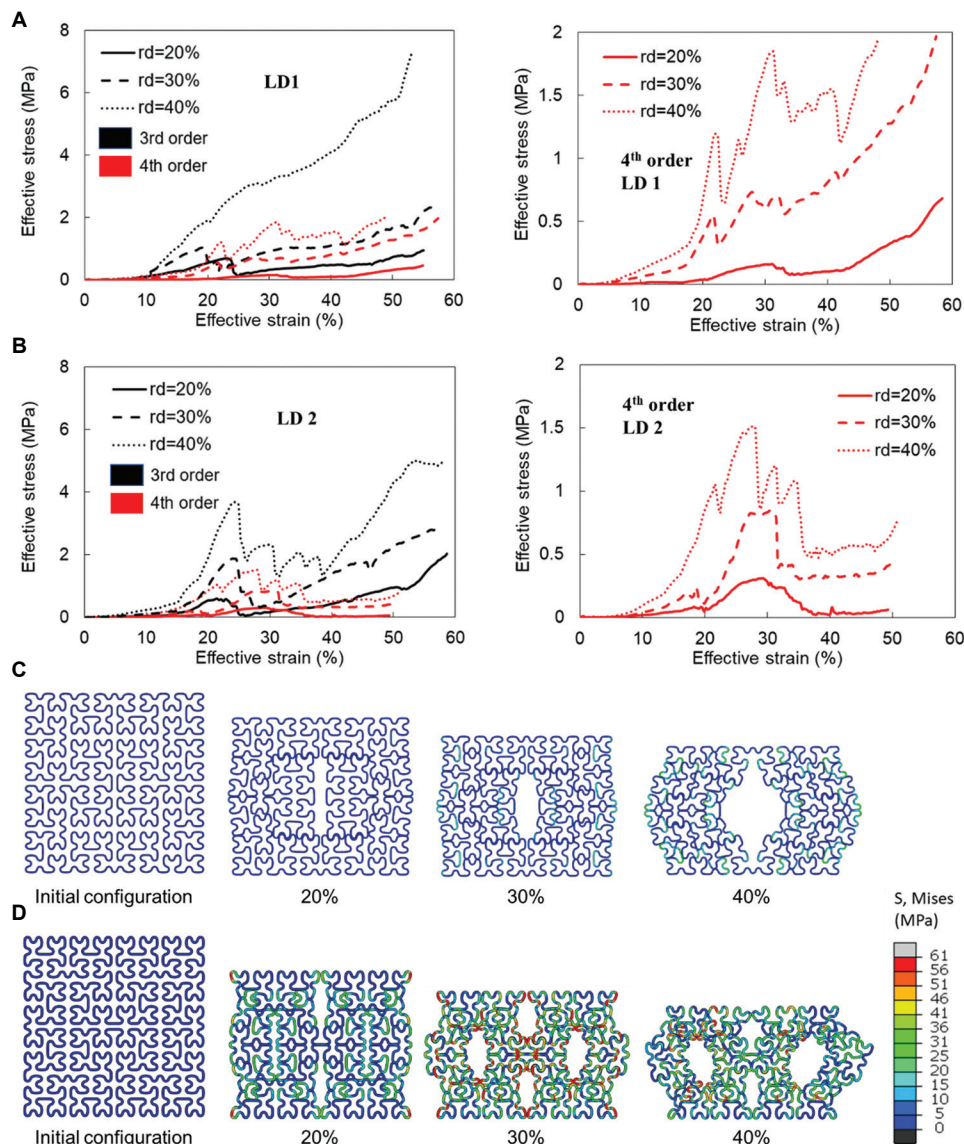 A
8
6
4
2
0
Effective stress (MPa)
rd=20%
rd=30%
rd=40%
3rd order
4th order
LD1
0 10 20 30 40 50 60
Effective strain (%)
2
1.5
1
0.5
0
Effective stress (MPa)
rd=20%
rd=30%
rd=40%
4th order
LD 1
0 10 20 30 40 50 60
Effective strain (%)
B
8
6
4
2
0
Effective stress (MPa)
rd=20%
rd=30%
rd=40%
3rd order
4th order
LD 2
0 10 20 30 40 50 60
Effective strain (%)
2
1.5
1
0.5
0
Effective stress (MPa)
4th order
LD 2
rd=20%
rd=30%
rd=40%
0 10 20 30 40 50 60
Effective strain (%)
C
Initial configuration 20% 30% 40%
D
Initial configuration 20% 30% 40%
S, Mises
(MPa)
61
56
51
46
41
36
31
25
20
15
10
5
0